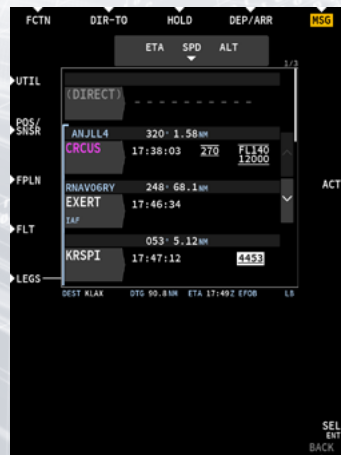 FCTN DIR-TO HOLD DEP/ARR MSG
ETA SPD ALT
1/3
UTIL
(DIRECT) - - - - - - - - - -
POS/
SNSR
ANJLL4 320° 1.58NM
CRCUS 17:38:03 270 FL140
12000
FPLN
RNAV06RY 248° 68.1NM
ACT
EXERT 17:46:34
IAF
FLT
053° 5.12NM
KRSPI 17:47:12 4453
LEGS
DEST KLAX DTG 90.8NM ETA 17:49Z EFOB LB
SEL
ENT
BACK